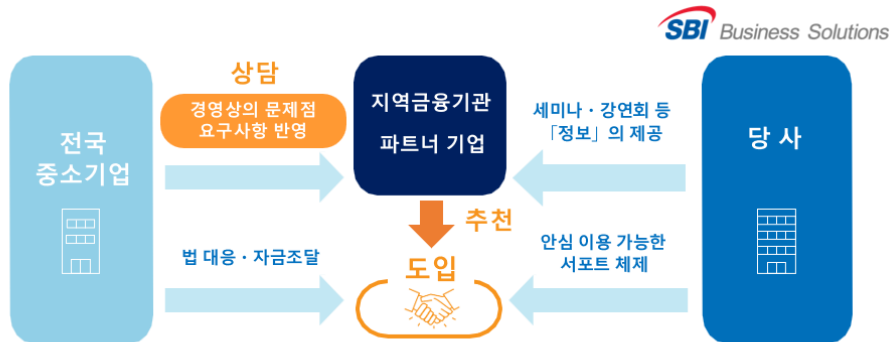 SBI Business Solutions
상담
경영상의 문제점
요구사항 반영
전국
중소기업
지역금융기관
파트너 기업
세미나・강연회 등
「정보」의 제공
당 사
추천
법 대응・자금조달
도입
안심 이용 가능한
서포트 체제